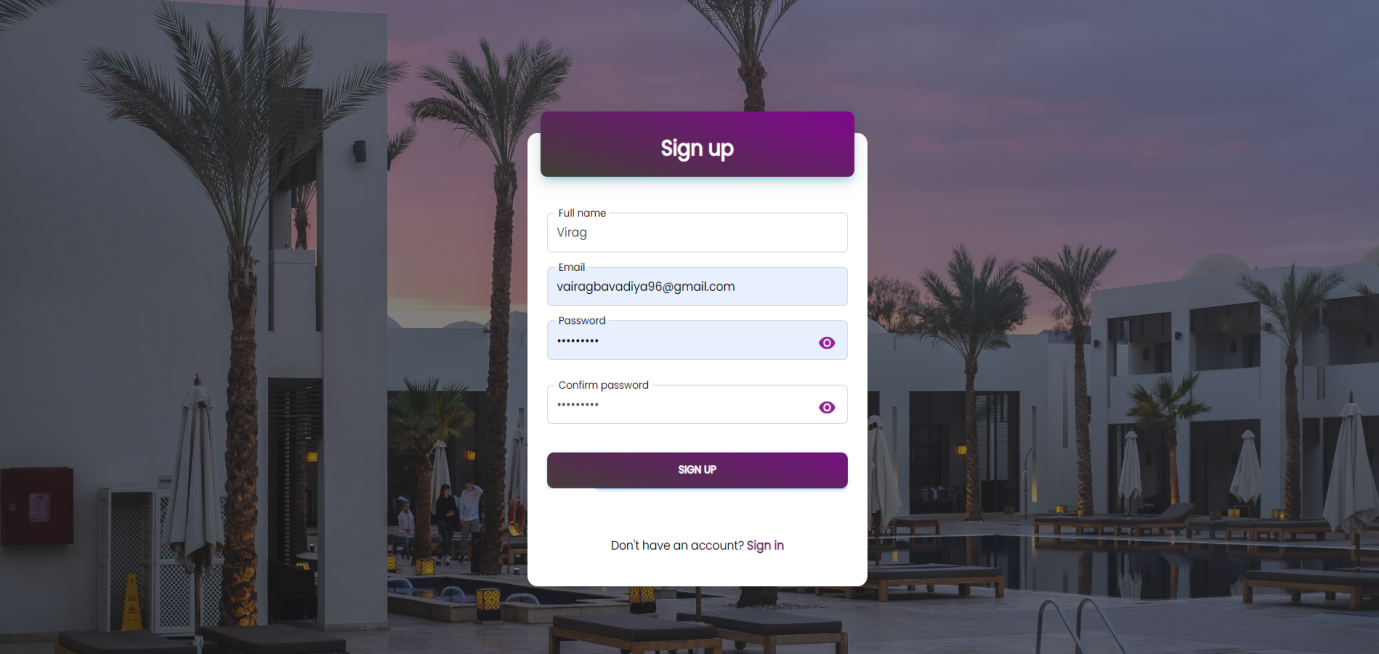 Sign up
Full name
Virag
Email
vairagbavadiya96@gmail.com
Password
•••••••••
Confirm password
•••••••••
SIGN UP
Don't have an account? Sign in